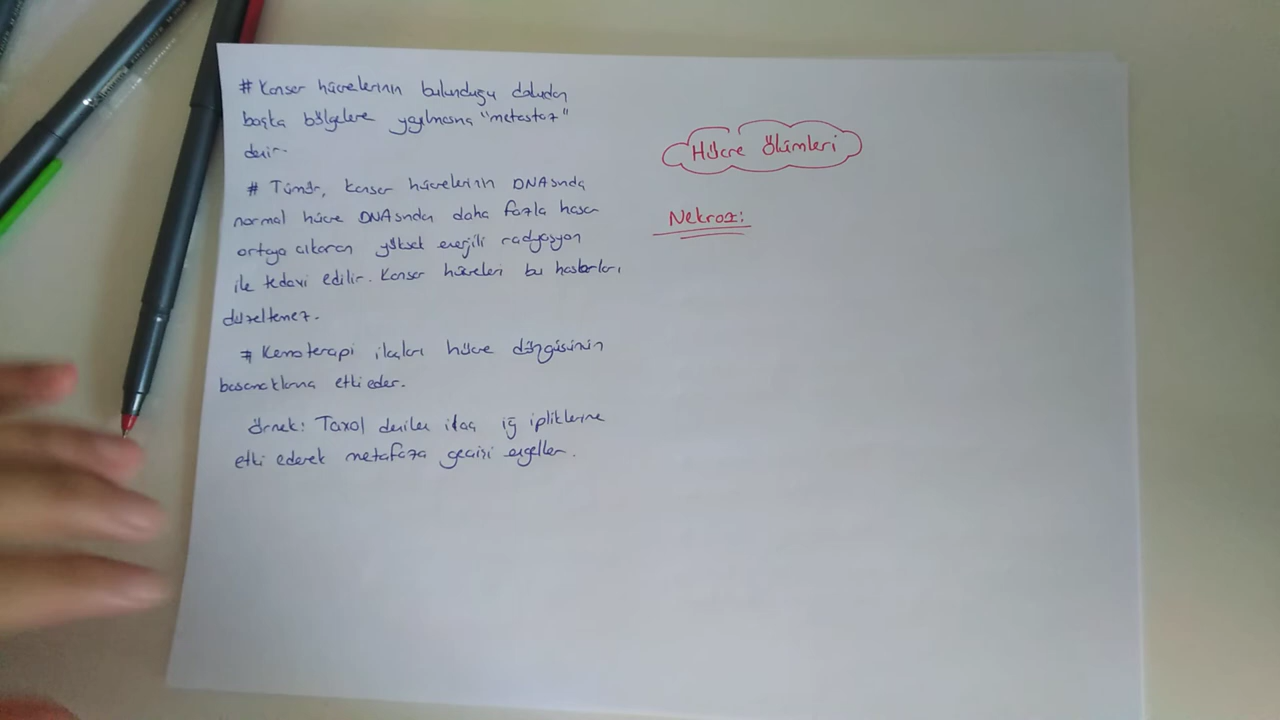 # Kanser hücrelerinin bulunduğu dokudan
başka bölgelere yayılmasına "metastaz"
denir.
# Tümör, kanser hücrelerinin DNAsında
normal hücre DNAsından daha fazla hasar
ortaya çıkaran yüksek enerjili radyasyon
ile tedavi edilir. Kanser hücreleri bu hasarları
düzeltemez.
# Kemoterapi ilaçları hücre döngüsünün
basamaklarına etki eder.
Örnek: Taxol denilen ilaç iğ ipliklerine
etki ederek metafaza geçişi engeller.
Hücre Ölümleri
Nekroz: